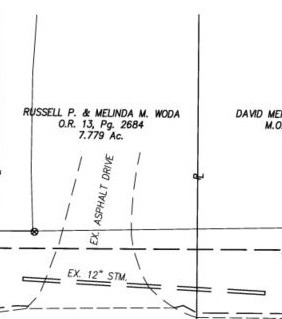 RUSSELL P. & MELINDA M. WODA
O.R. 13, Pg. 2684
7.779 Ac.
DAVID ME
M.O
EX. ASPHALT DRIVE
EX. 12" STM.